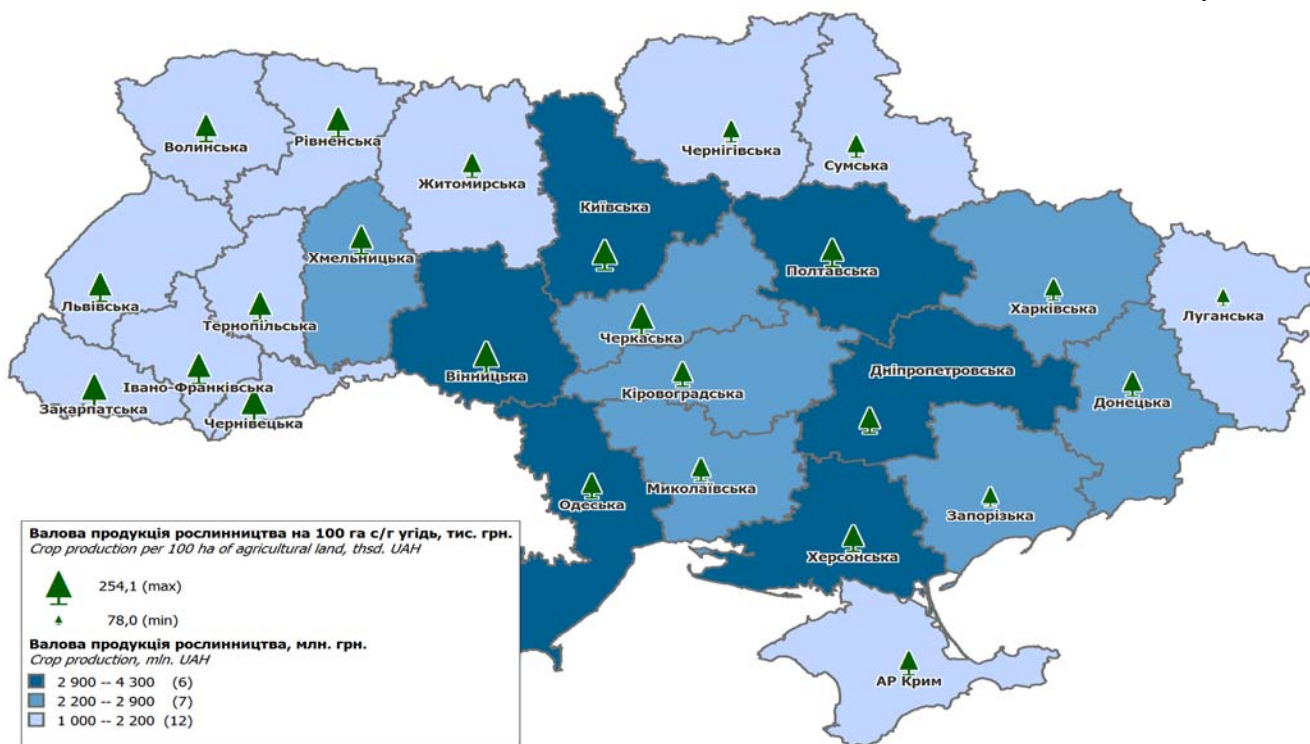 Волинська
Рівненська
Житомирська
Чернігівська
Сумська
Київська
Хмельницька
Полтавська
Львівська
Тернопільська
Черкаська
Харківська
Луганська
Вінницька
Івано-Франківська
Закарпатська
Чернівецька
Кіровоградська
Дніпропетровська
Донецька
Одеська
Миколаївська
Запорізька
Херсонська
АР Крим
Валова продукція рослинництва на 100 га с/г угідь, тис. грн.
Crop production per 100 ha of agricultural land, thsd. UAH
254,1 (max)
78,0 (min)
Валова продукція рослинництва, млн. грн.
Crop production, mln. UAH
2 900 -- 4 300 (6)
2 200 -- 2 900 (7)
1 000 -- 2 200 (12)